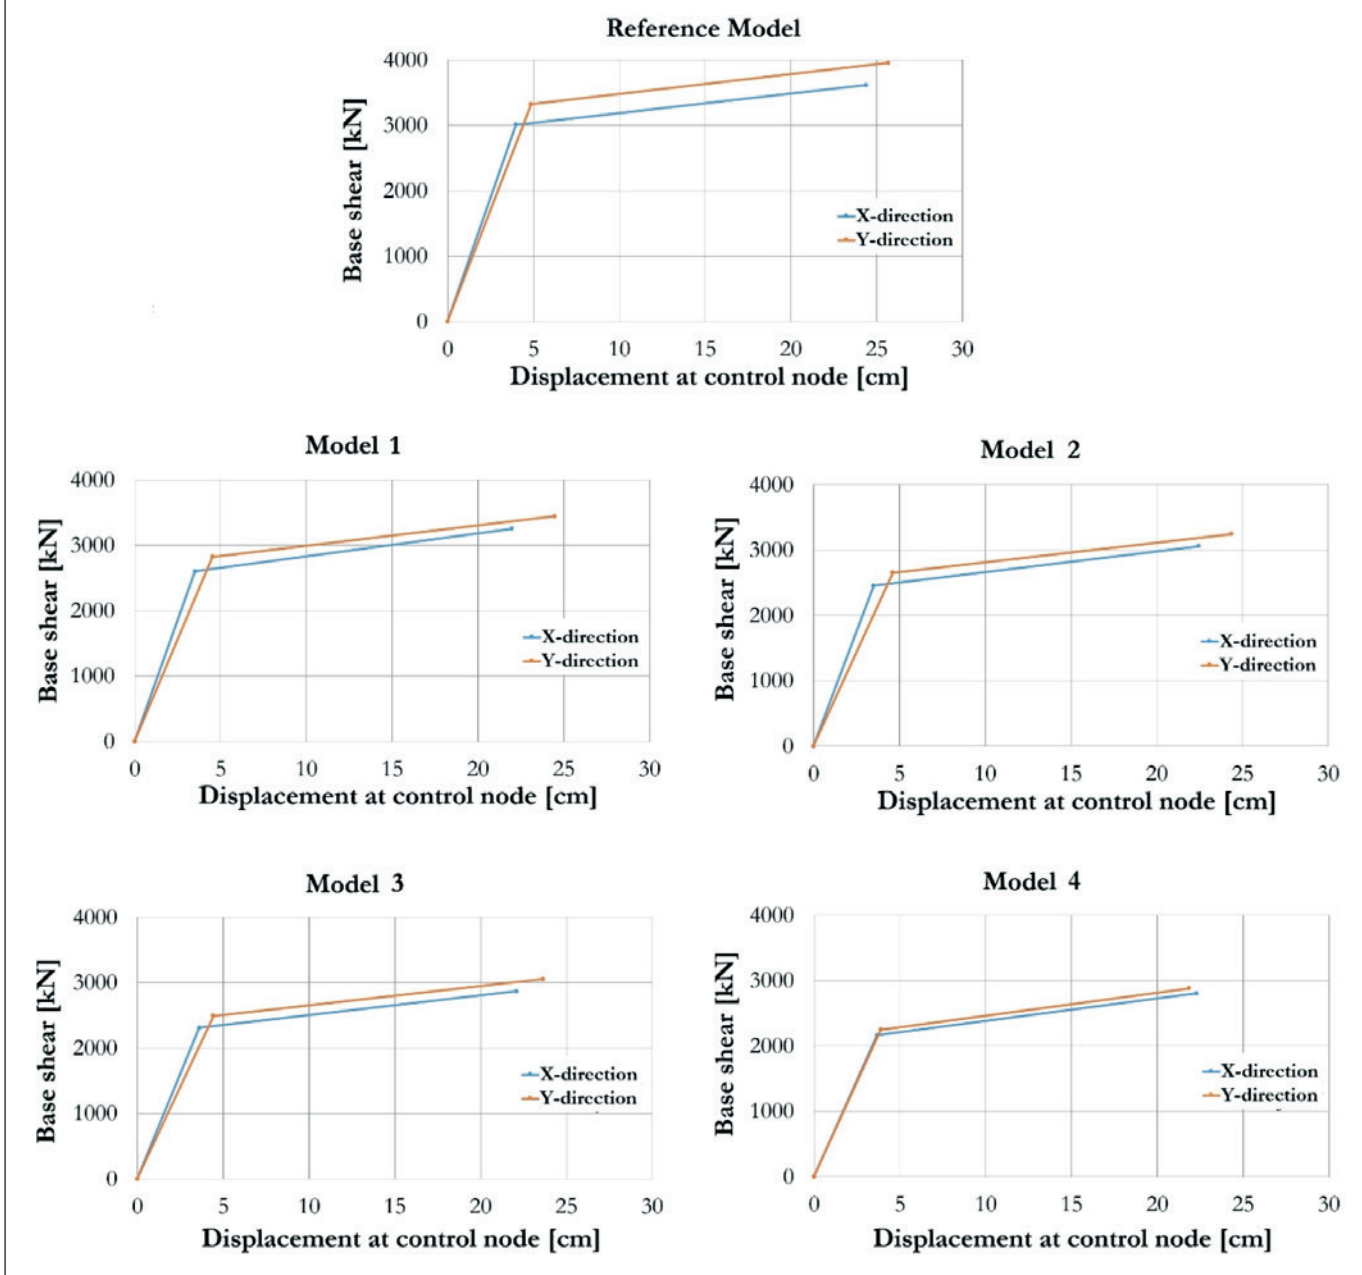 Reference Model
4000
3000
2000
1000
0
Base shear [kN]
X-direction
Y-direction
0 5 10 15 20 25 30
Displacement at control node [cm]
Model 1
4000
3000
2000
1000
0
Base shear [kN]
X-direction
Y-direction
0 5 10 15 20 25 30
Displacement at control node [cm]
Model 2
4000
3000
2000
1000
0
Base shear [kN]
X-direction
Y-direction
0 5 10 15 20 25 30
Displacement at control node [cm]
Model 3
4000
3000
2000
1000
0
Base shear [kN]
X-direction
Y-direction
0 5 10 15 20 25 30
Displacement at control node [cm]
Model 4
4000
3000
2000
1000
0
Base shear [kN]
X-direction
Y-direction
0 5 10 15 20 25 30
Displacement at control node [cm]